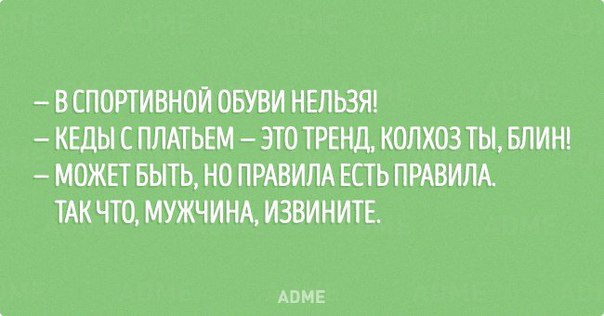 – В СПОРТИВНОЙ ОБУВИ НЕЛЬЗЯ!
– КЕДЫ С ПЛАТЬЕМ – ЭТО ТРЕНД, КОЛХОЗ ТЫ, БЛИН!
– МОЖЕТ БЫТЬ, НО ПРАВИЛА ЕСТЬ ПРАВИЛА.
ТАК ЧТО, МУЖЧИНА, ИЗВИНИТЕ.
ADME